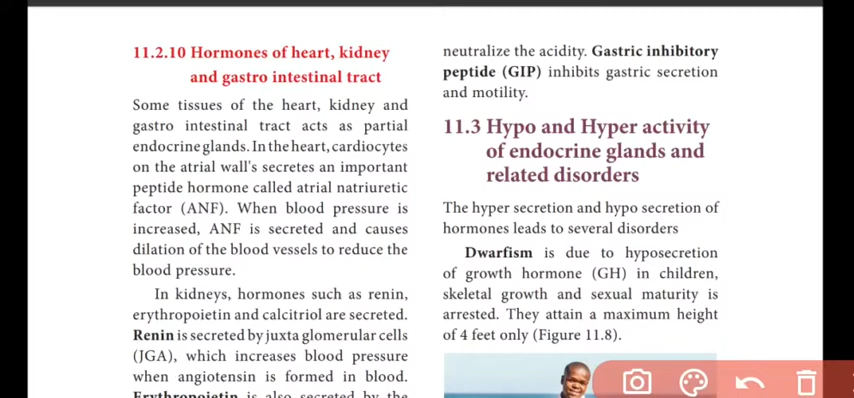 11.2.10 Hormones of heart, kidney
and gastro intestinal tract
Some tissues of the heart, kidney and
gastro intestinal tract acts as partial
endocrine glands. In the heart, cardiocytes
on the atrial wall's secretes an important
peptide hormone called atrial natriuretic
factor (ANF). When blood pressure is
increased, ANF is secreted and causes
dilation of the blood vessels to reduce the
blood pressure.
In kidneys, hormones such as renin,
erythropoietin and calcitriol are secreted.
Renin is secreted by juxta glomerular cells
(JGA), which increases blood pressure
when angiotensin is formed in blood.
Erythropoietin is also secreted by the
neutralize the acidity. Gastric inhibitory
peptide (GIP) inhibits gastric secretion
and motility.
11.3 Hypo and Hyper activity
of endocrine glands and
related disorders
The hyper secretion and hypo secretion of
hormones leads to several disorders
Dwarfism is due to hyposecretion
of growth hormone (GH) in children,
skeletal growth and sexual maturity is
arrested. They attain a maximum height
of 4 feet only (Figure 11.8).